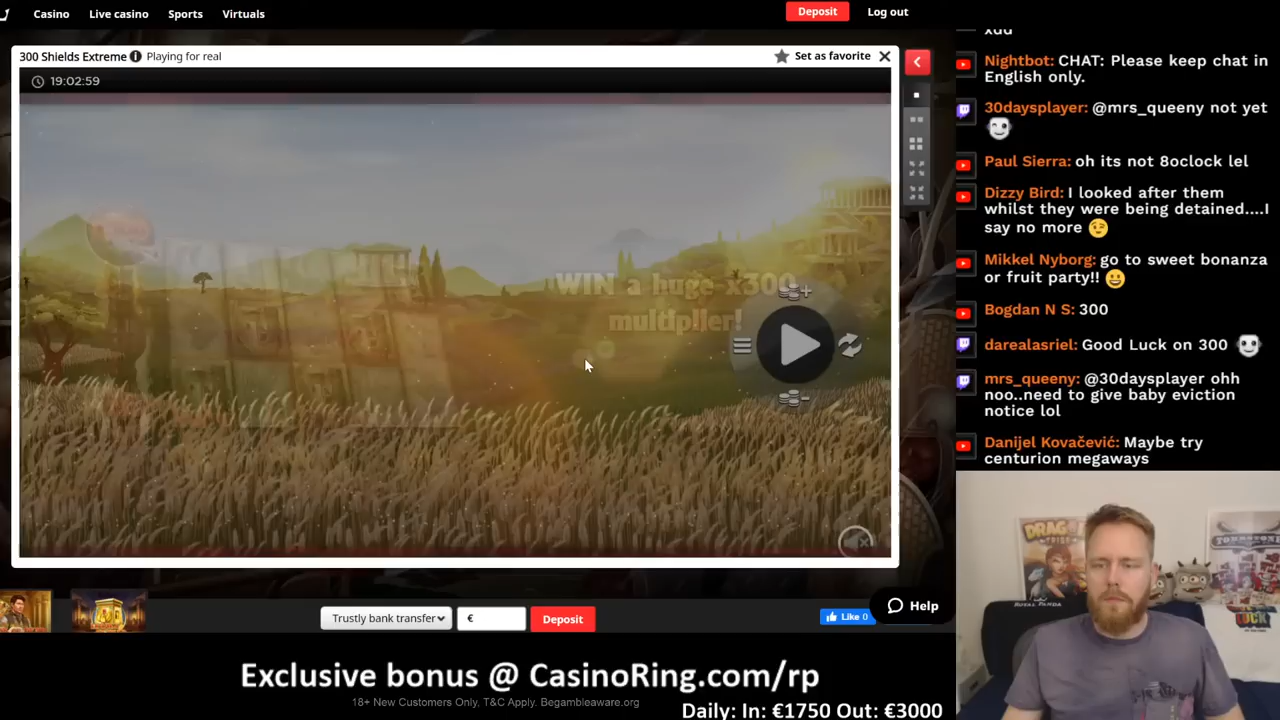 Casino Live casino Sports Virtuals Deposit Log out
300 Shields Extreme Playing for real Set as favorite
19:02:59
WIN a huge x300
multiplier!
Trustly bank transfer € Deposit Like 0 Help
Exclusive bonus @ CasinoRing.com/rp
18+ New Customers Only, T&C Apply. Begambleaware.org
Daily: In: €1750 Out: €3000
xdd
Nightbot: CHAT: Please keep chat in
English only.
30daysplayer: @mrs_queeny not yet
Paul Sierra: oh its not 8oclock lel
Dizzy Bird: I looked after them
whilst they were being detained....I
say no more
Mikkel Nyborg: go to sweet bonanza
or fruit party!!
Bogdan N S: 300
darealasriel: Good Luck on 300
mrs_queeny: @30daysplayer ohh
noo..need to give baby eviction
notice lol
Danijel Kovačević: Maybe try
centurion megaways
ROYAL PANDA